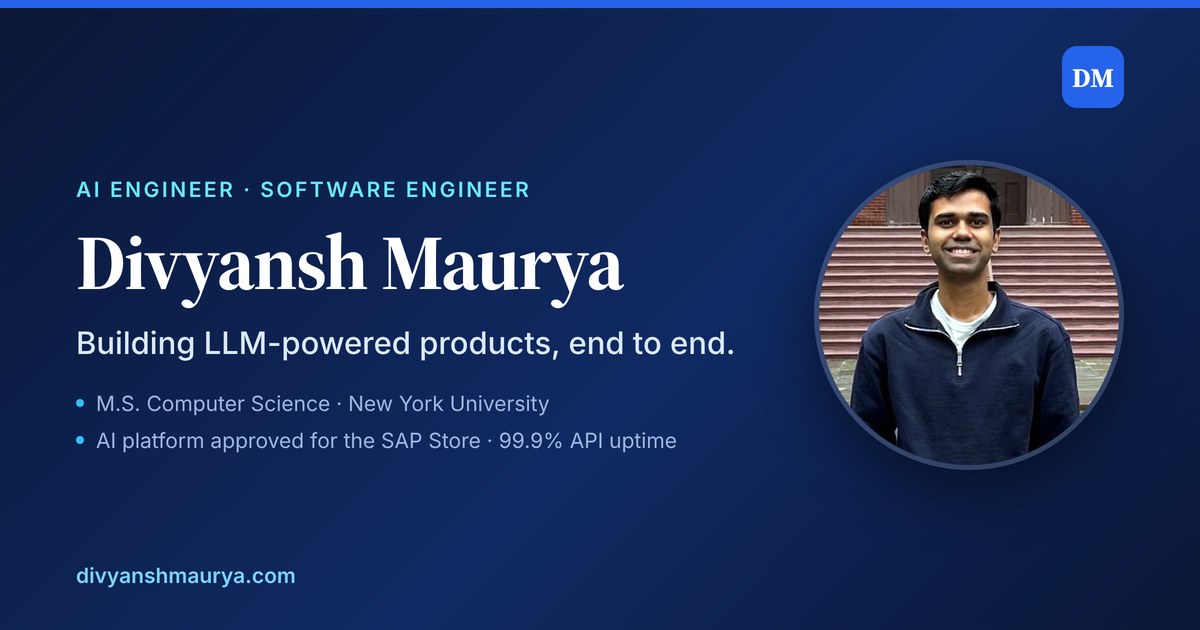 DM
AI ENGINEER · SOFTWARE ENGINEER
Divyansh Maurya
Building LLM-powered products, end to end.
M.S. Computer Science · New York University
AI platform approved for the SAP Store · 99.9% API uptime
divyanshmaurya.com